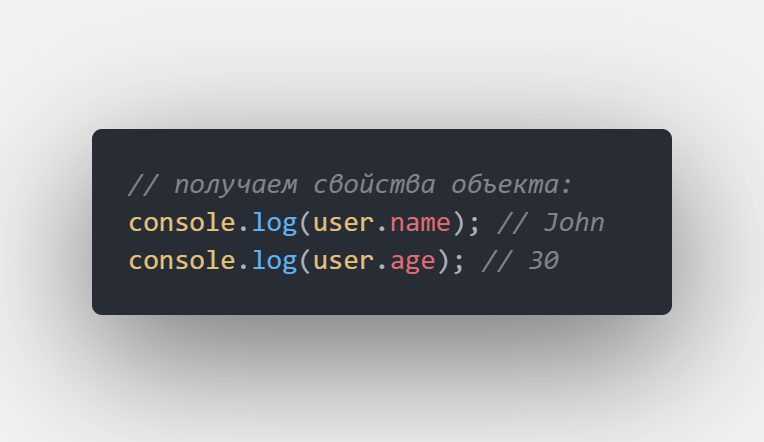 // получаем свойства объекта:
console.log(user.name); // John
console.log(user.age); // 30